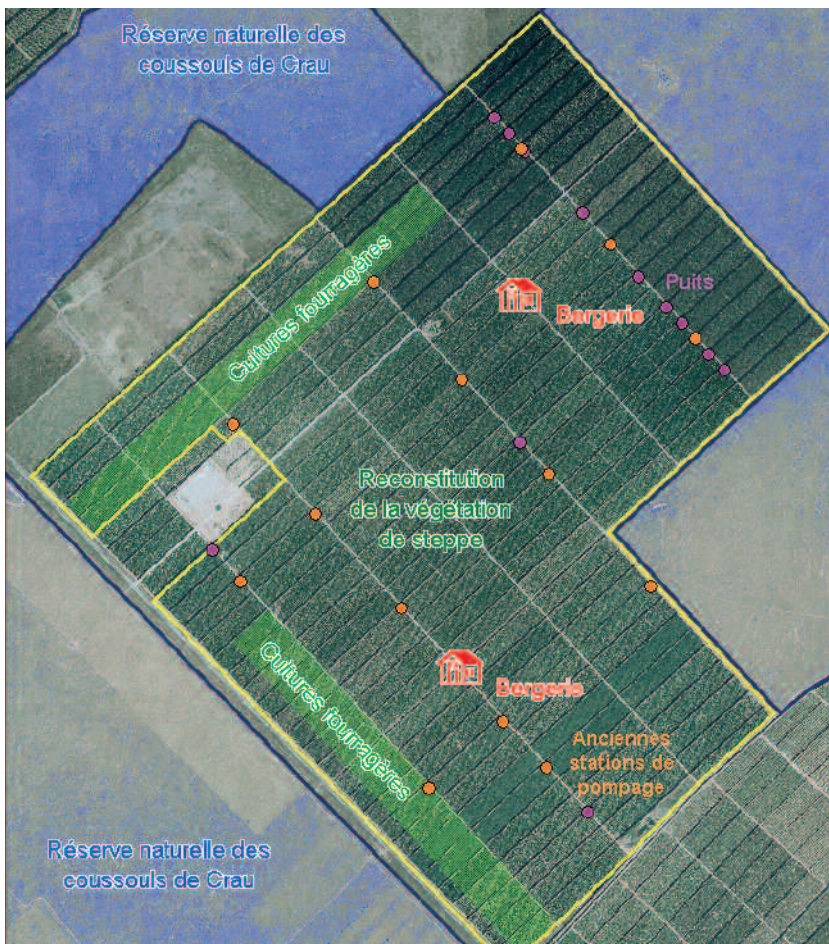 Réserve naturelle des
coussouls de Crau
Cultures fourragères
Puits
Bergerie
Reconstitution
de la végétation
de steppe
Bergerie
Cultures fourragères
Anciennes
stations de
pompage
Réserve naturelle des
coussouls de Crau